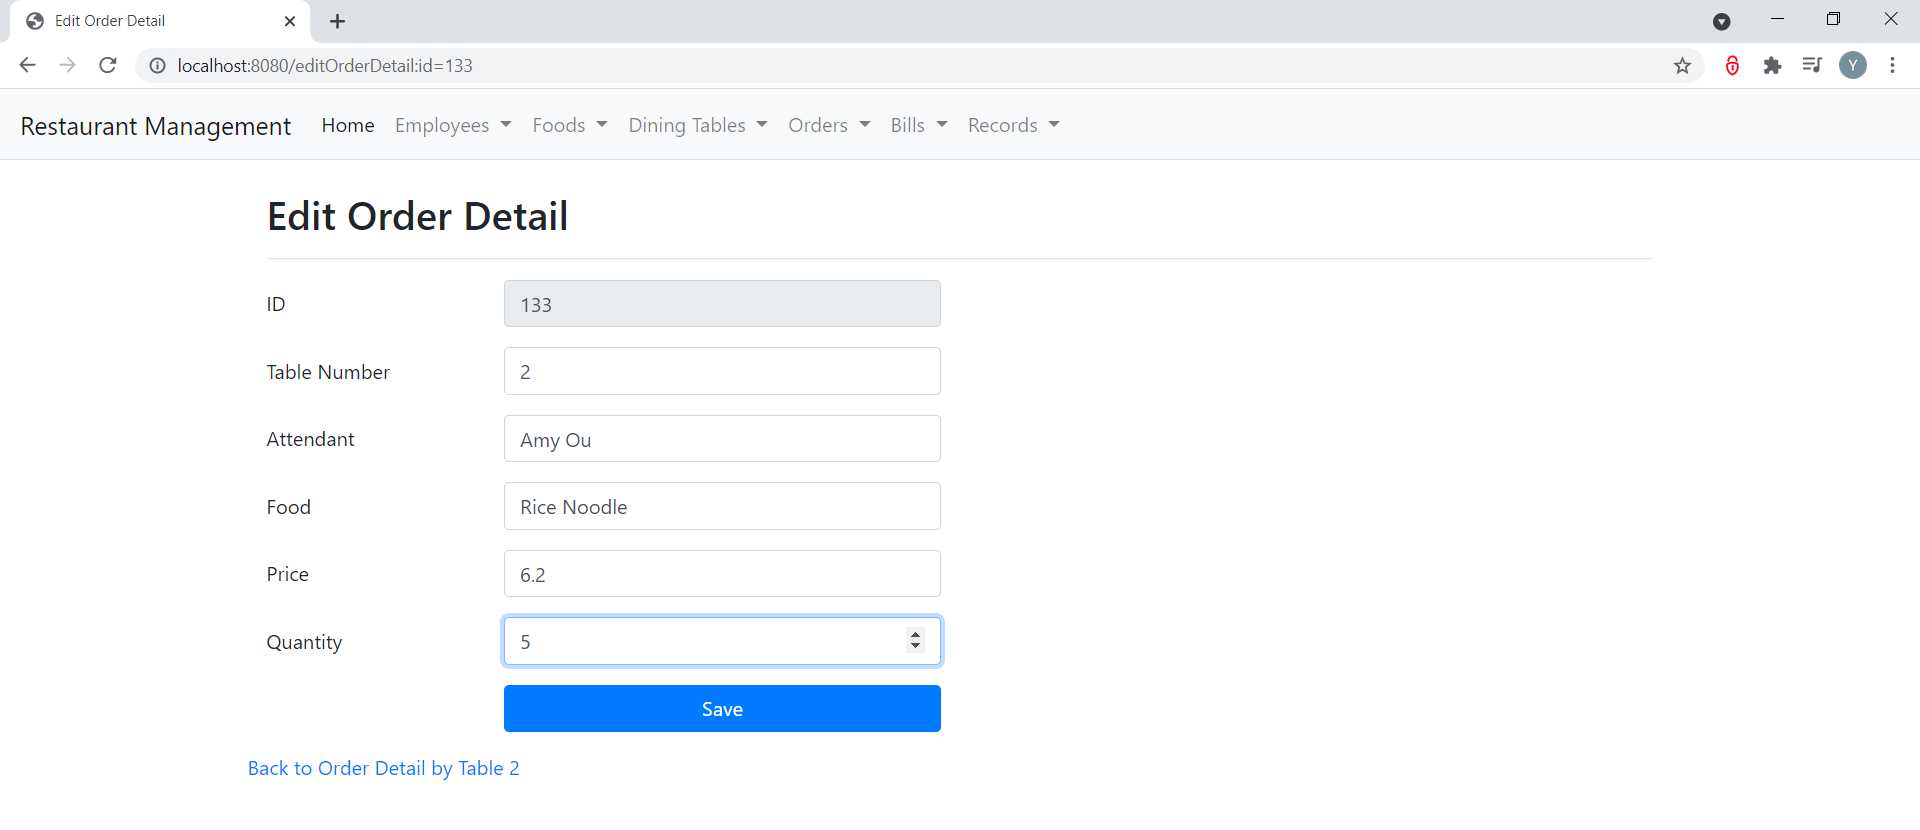 Edit Order Detail
localhost:8080/editOrderDetail:id=133
Y
Restaurant Management Home Employees Foods Dining Tables Orders Bills Records
Edit Order Detail
ID 133
Table Number 2
Attendant Amy Ou
Food Rice Noodle
Price 6.2
Quantity 5
Save
Back to Order Detail by Table 2